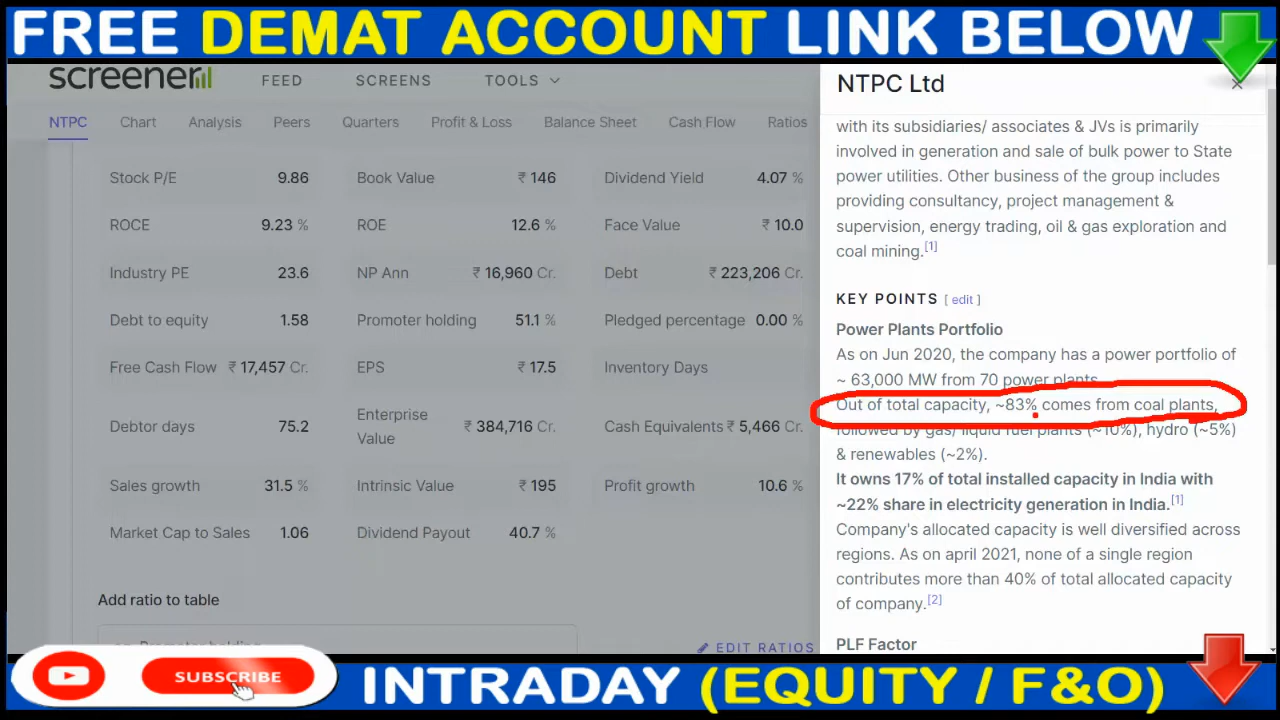 FREE DEMAT ACCOUNT LINK BELOW
screener FEED SCREENS TOOLS
NTPC Chart Analysis Peers Quarters Profit & Loss Balance Sheet Cash Flow Ratios
Stock P/E 9.86 Book Value ₹ 146 Dividend Yield 4.07 %
ROCE 9.23 % ROE 12.6 % Face Value ₹ 10.0
Industry PE 23.6 NP Ann ₹ 16,960 Cr. Debt ₹ 223,206 Cr.
Debt to equity 1.58 Promoter holding 51.1 % Pledged percentage 0.00 %
Free Cash Flow ₹ 17,457 Cr. EPS ₹ 17.5 Inventory Days
Debtor days 75.2 Enterprise Value ₹ 384,716 Cr. Cash Equivalents ₹ 5,466 Cr.
Sales growth 31.5 % Intrinsic Value ₹ 195 Profit growth 10.6 %
Market Cap to Sales 1.06 Dividend Payout 40.7 %
Add ratio to table
EDIT RATIOS
NTPC Ltd
with its subsidiaries/ associates & JVs is primarily
involved in generation and sale of bulk power to State
power utilities. Other business of the group includes
providing consultancy, project management &
supervision, energy trading, oil & gas exploration and
coal mining.[1]
KEY POINTS [ edit ]
Power Plants Portfolio
As on Jun 2020, the company has a power portfolio of
~ 63,000 MW from 70 power plants.
Out of total capacity, ~83% comes from coal plants,
followed by gas/ liquid fuel plants (~10%), hydro (~5%)
& renewables (~2%).
It owns 17% of total installed capacity in India with
~22% share in electricity generation in India.[1]
Company's allocated capacity is well diversified across
regions. As on april 2021, none of a single region
contributes more than 40% of total allocated capacity
of company.[2]
PLF Factor
SUBSCRIBE
INTRADAY (EQUITY / F&O)